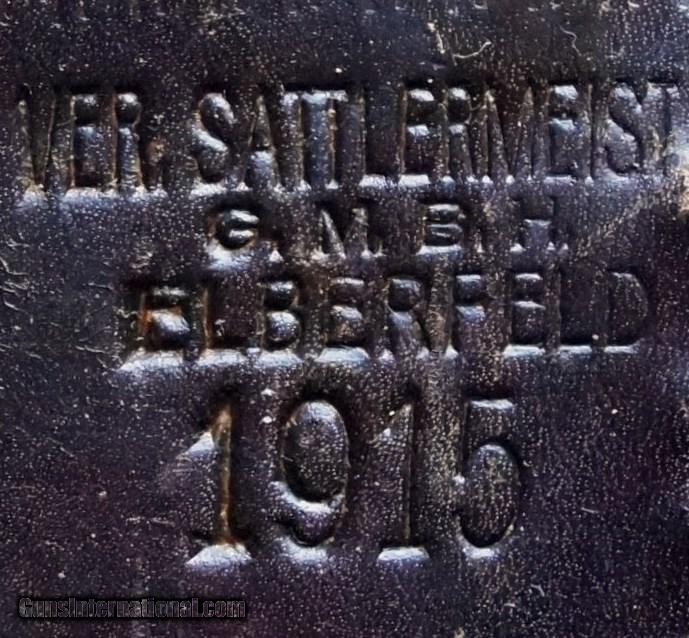 VER. SATTLERMEIST.
G. M. B. H.
ELBERFELD
1915
GunsInternational.com